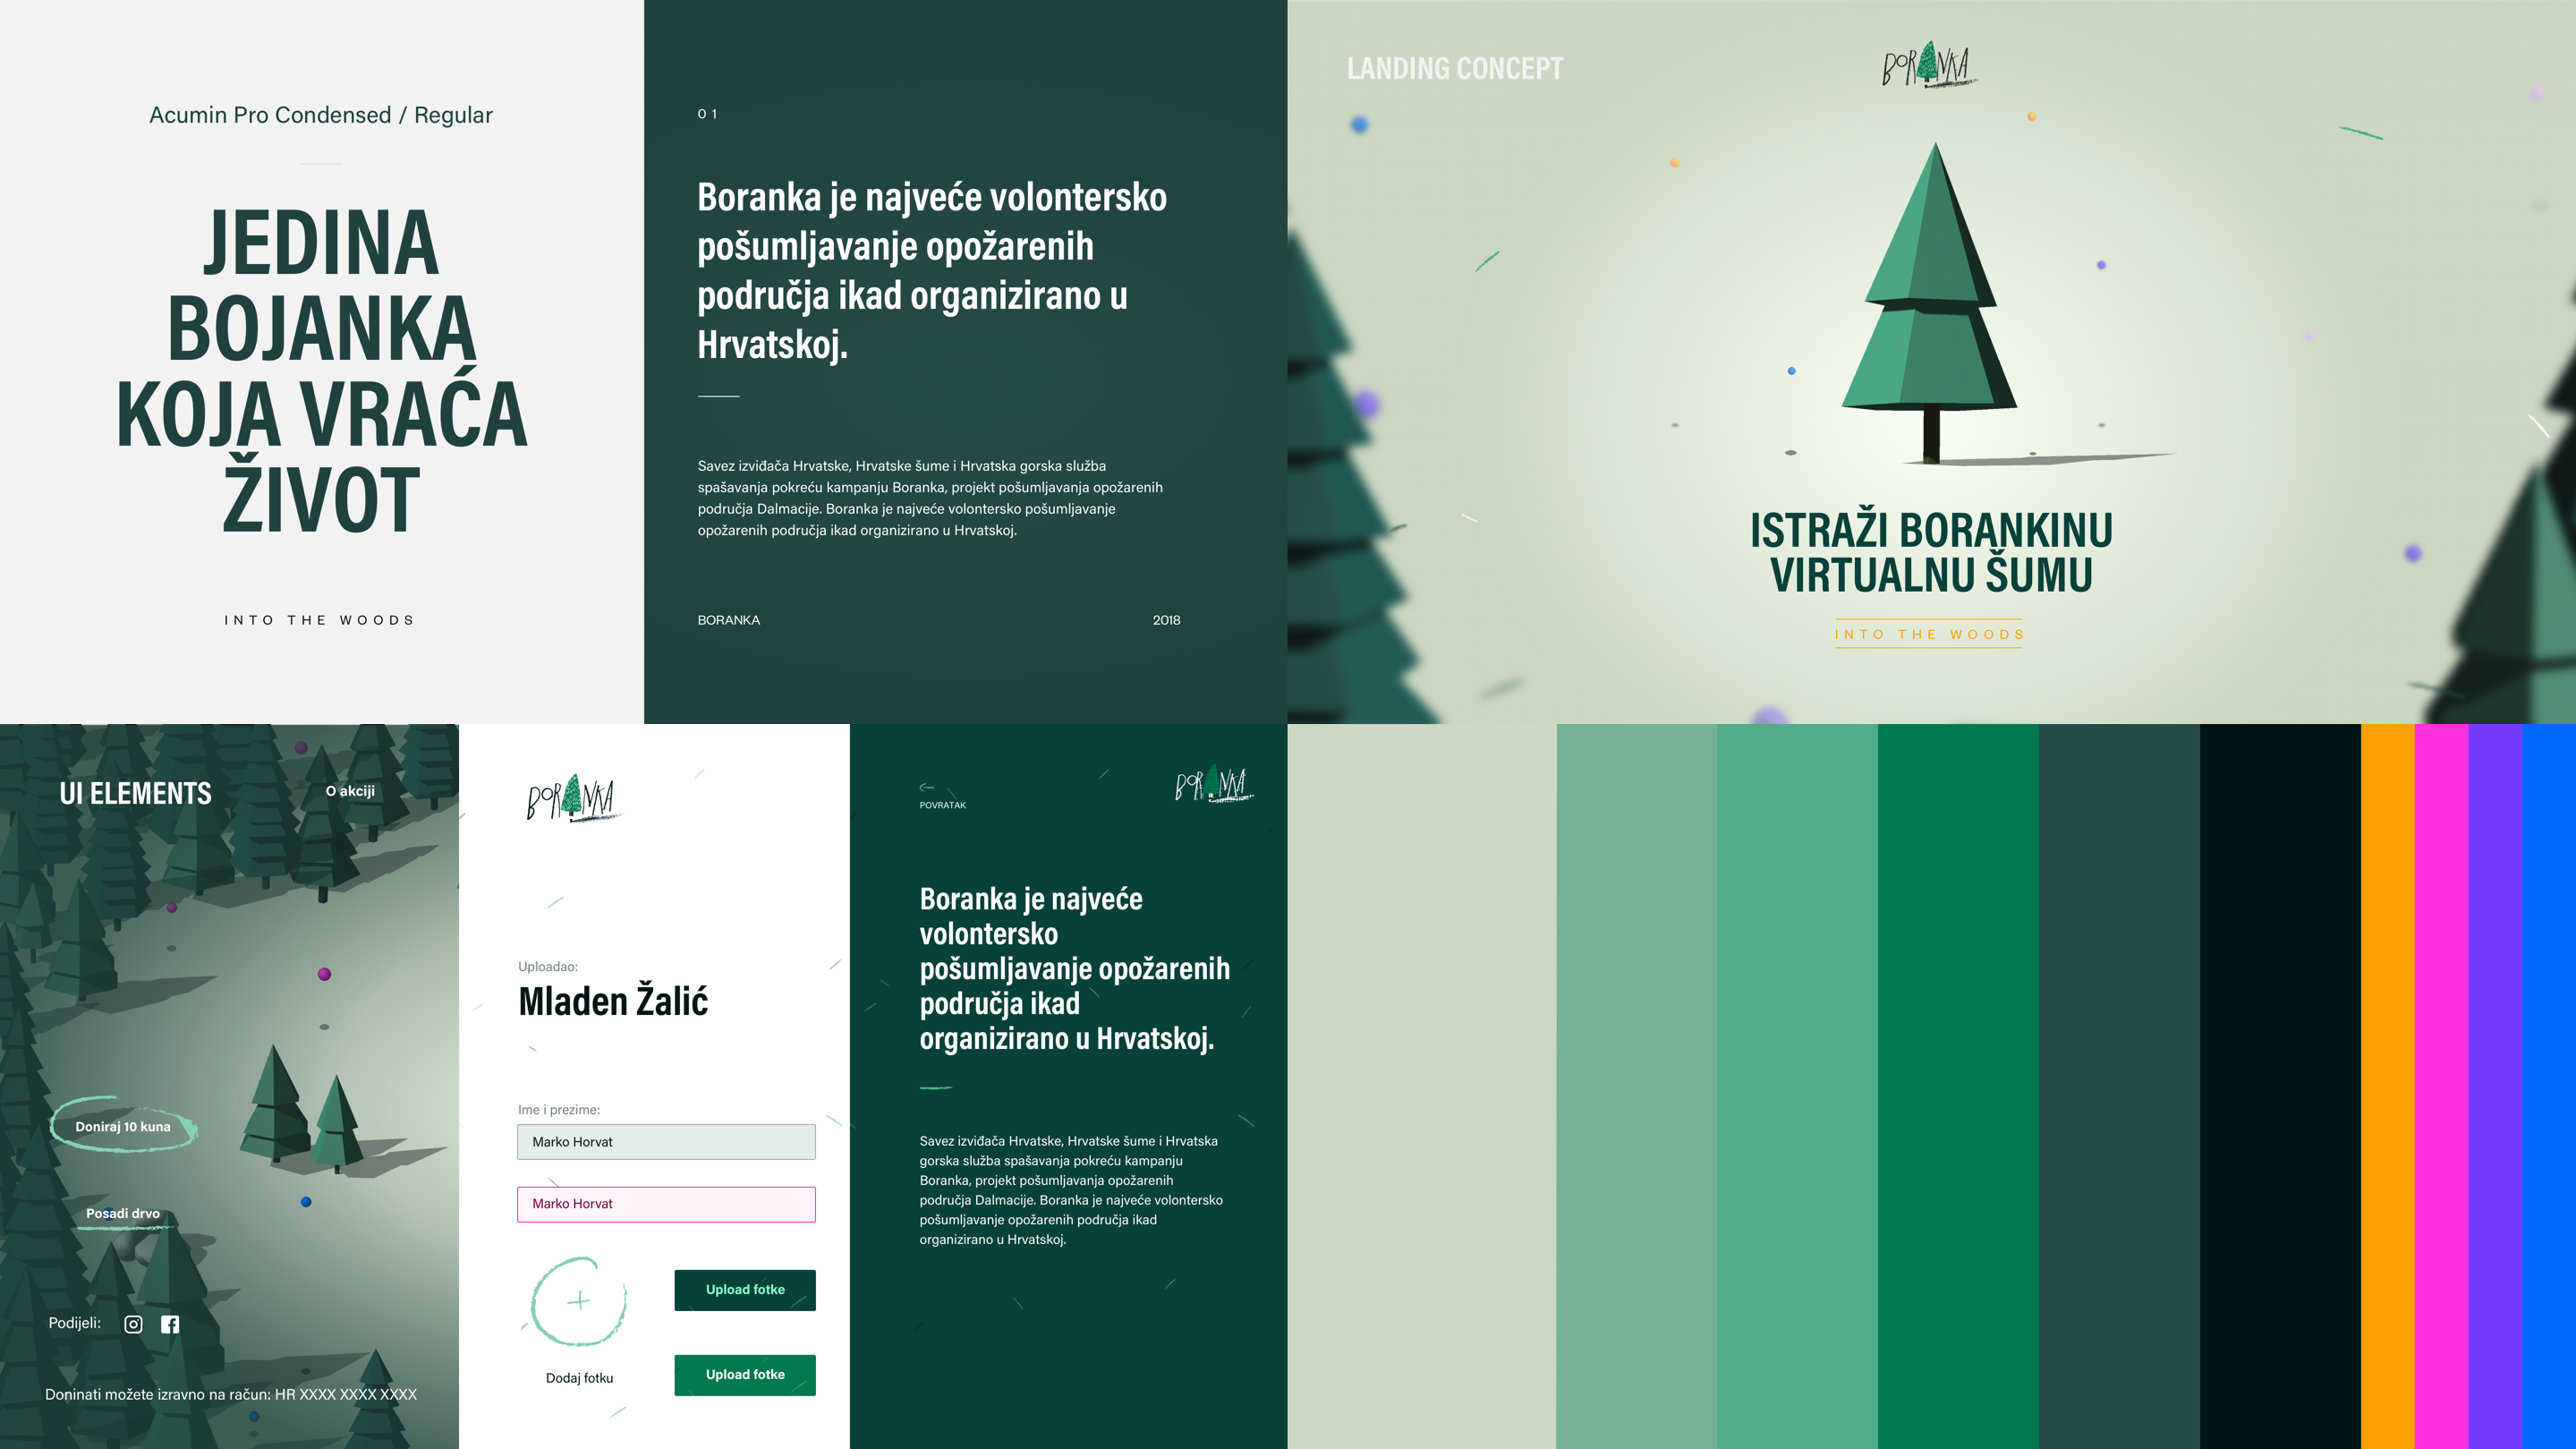 Acumin Pro Condensed / Regular
JEDINA
BOJANKA
KOJA VRAĆA
ŽIVOT
INTO THE WOODS
01
Boranka je najveće volontersko
pošumljavanje opožarenih
područja ikad organizirano u
Hrvatskoj.
Savez izviđača Hrvatske, Hrvatske šume i Hrvatska gorska služba
spašavanja pokreću kampanju Boranka, projekt pošumljavanja opožarenih
područja Dalmacije. Boranka je najveće volontersko pošumljavanje
opožarenih područja ikad organizirano u Hrvatskoj.
BORANKA
2018
LANDING CONCEPT
BORANKA
ISTRAŽI BORANKINU
VIRTUALNU ŠUMU
INTO THE WOODS
UI ELEMENTS
O akciji
Doniraj 10 kuna
Posadi drvo
Podijeli:
Doninati možete izravno na račun: HR XXXX XXXX XXXX
BORANKA
Uploadao:
Mladen Žalić
Ime i prezime:
Marko Horvat
Marko Horvat
Upload fotke
Dodaj fotku
Upload fotke
POVRATAK
BORANKA
Boranka je najveće
volontersko
pošumljavanje opožarenih
područja ikad
organizirano u Hrvatskoj.
Savez izviđača Hrvatske, Hrvatske šume i Hrvatska
gorska služba spašavanja pokreću kampanju
Boranka, projekt pošumljavanja opožarenih
područja Dalmacije. Boranka je najveće volontersko
pošumljavanje opožarenih područja ikad
organizirano u Hrvatskoj.